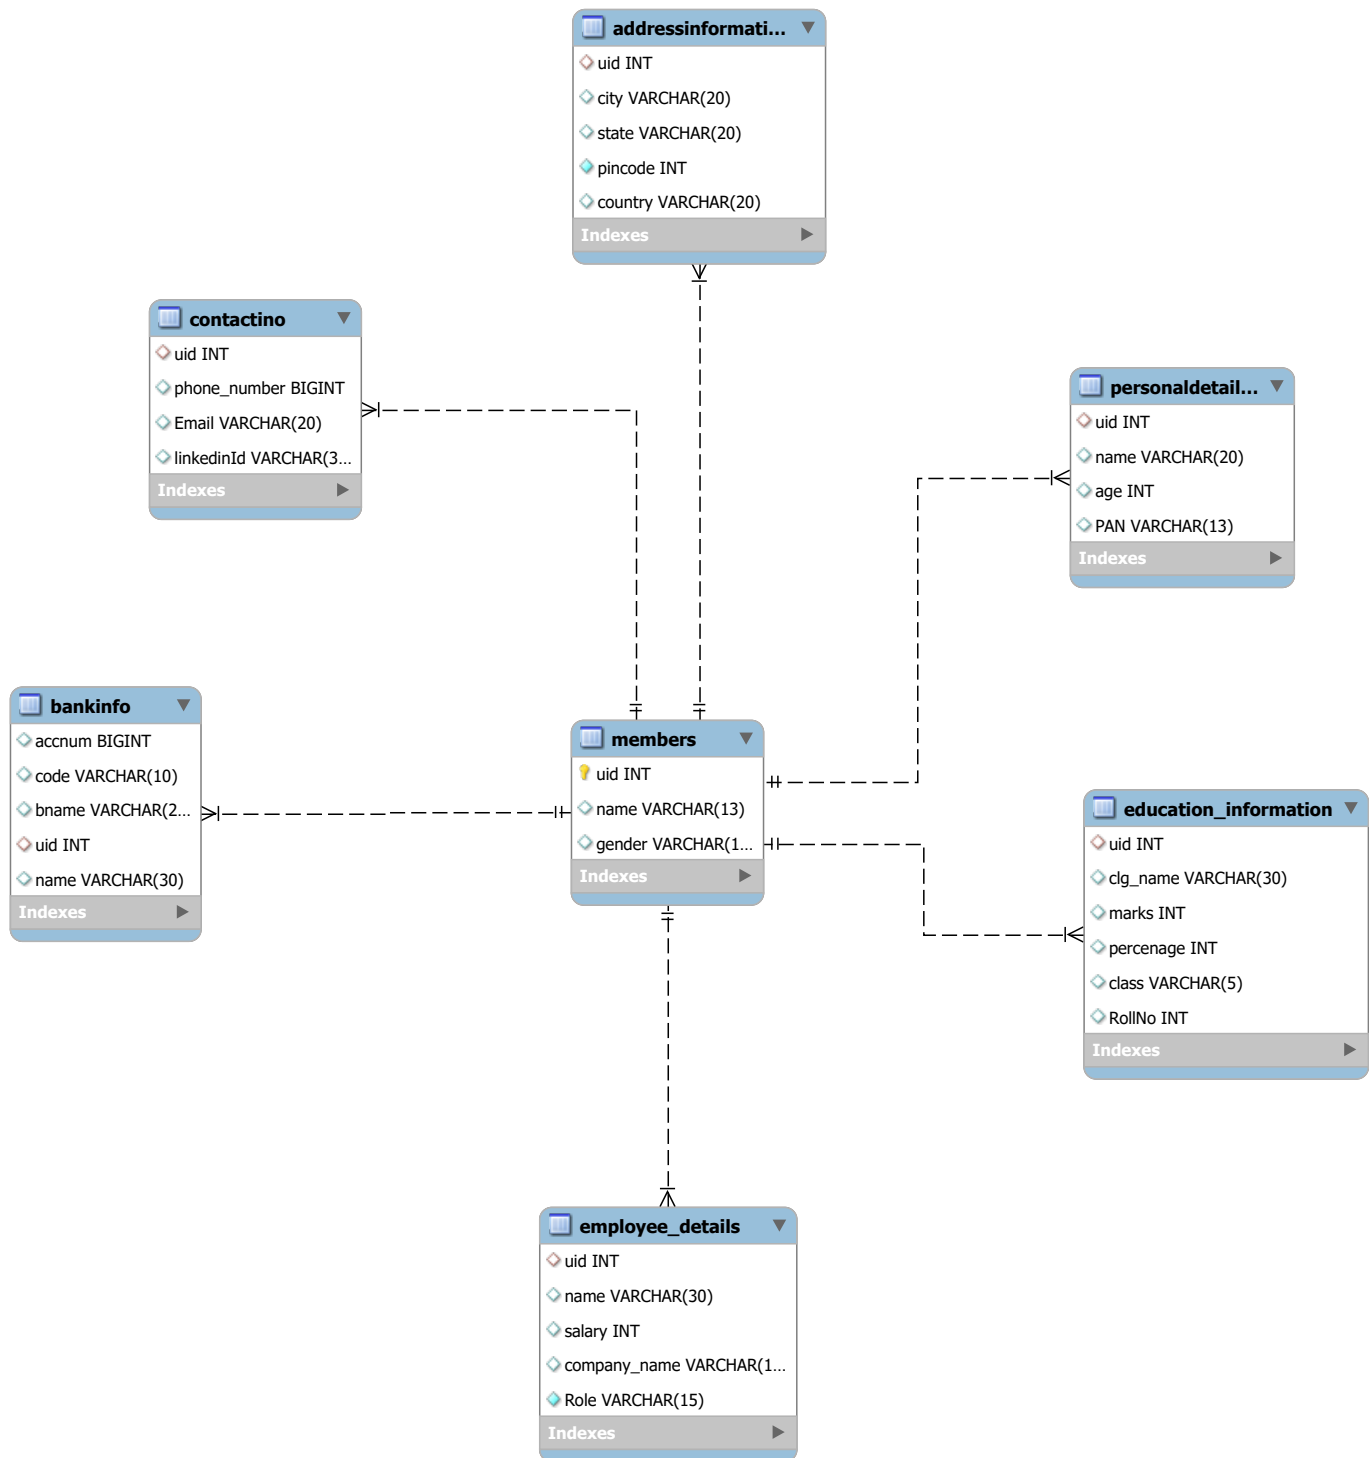 addressinformati...
uid INT
city VARCHAR(20)
state VARCHAR(20)
pincode INT
country VARCHAR(20)
Indexes
contactino
uid INT
phone_number BIGINT
Email VARCHAR(20)
linkedinId VARCHAR(3...
Indexes
personaldetail...
uid INT
name VARCHAR(20)
age INT
PAN VARCHAR(13)
Indexes
bankinfo
accnum BIGINT
code VARCHAR(10)
bname VARCHAR(2...
uid INT
name VARCHAR(30)
Indexes
members
uid INT
name VARCHAR(13)
gender VARCHAR(1...
Indexes
education_information
uid INT
clg_name VARCHAR(30)
marks INT
percenage INT
class VARCHAR(5)
RollNo INT
Indexes
employee_details
uid INT
name VARCHAR(30)
salary INT
company_name VARCHAR(1...
Role VARCHAR(15)
Indexes